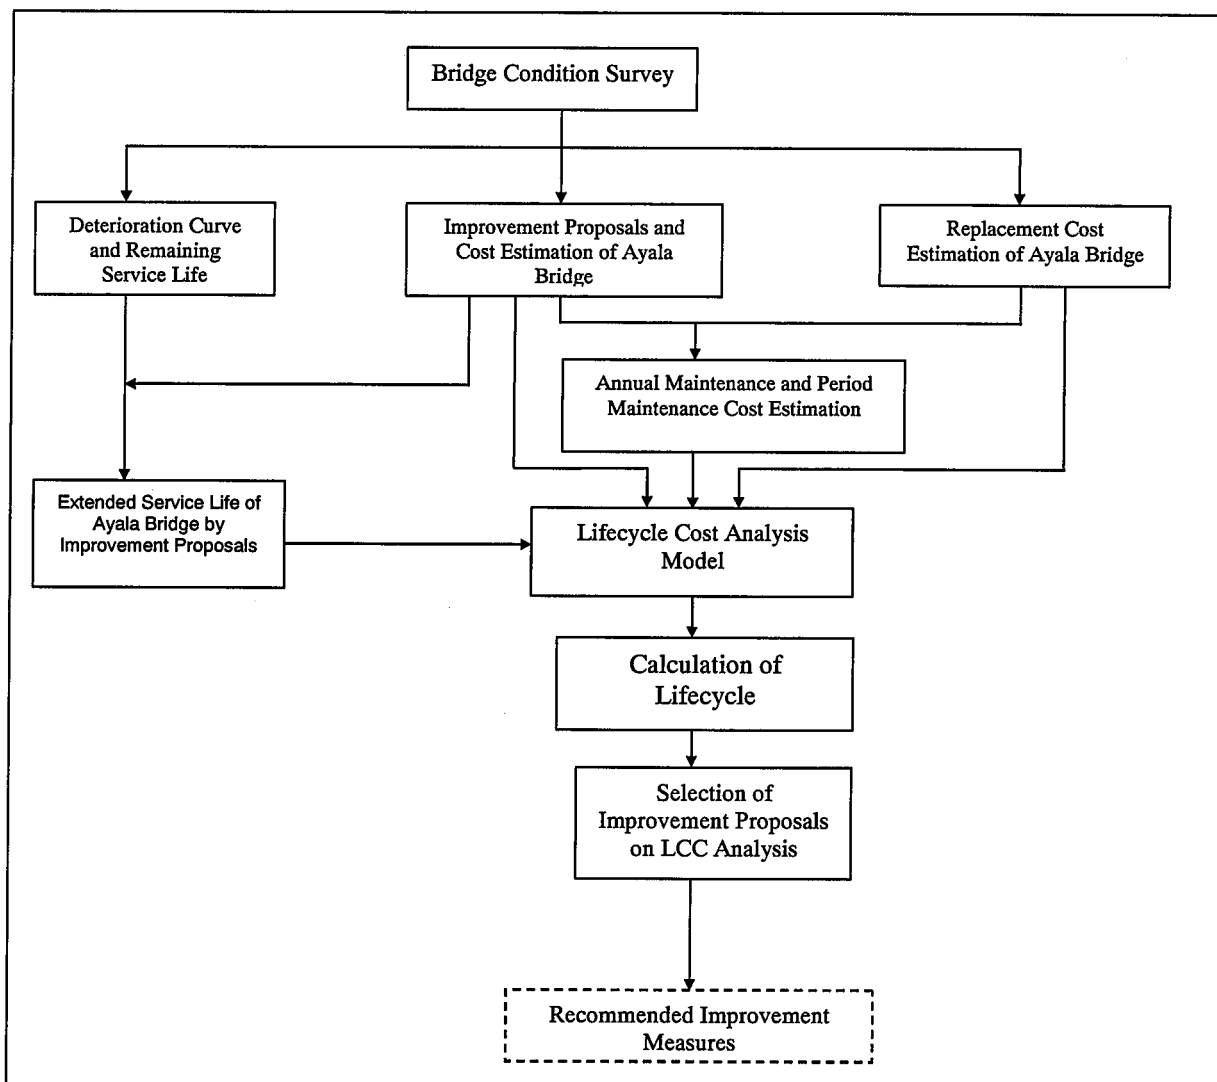 Bridge Condition Survey
Deterioration Curve
and Remaining
Service Life
Improvement Proposals and
Cost Estimation of Ayala
Bridge
Replacement Cost
Estimation of Ayala Bridge
Annual Maintenance and Period
Maintenance Cost Estimation
Extended Service Life of
Ayala Bridge by
Improvement Proposals
Lifecycle Cost Analysis
Model
Calculation of
Lifecycle
Selection of
Improvement Proposals
on LCC Analysis
Recommended Improvement
Measures